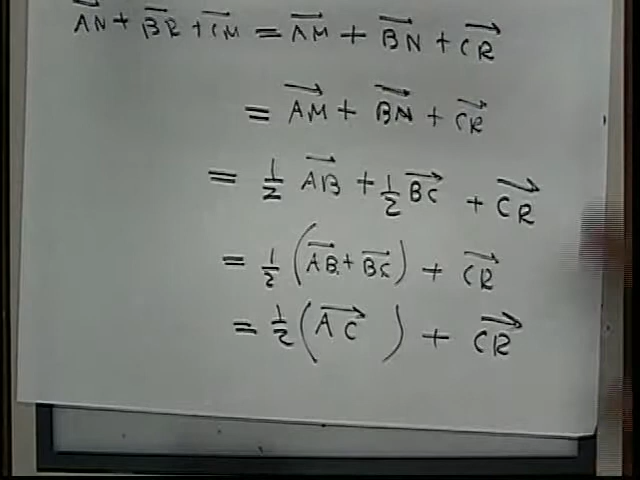 AN + BR + CM = AM + BN + CR
= AM + BN + CR
= 1/2 AB + 1/2 BC + CR
= 1/2 (AB + BC) + CR
= 1/2 (AC) + CR